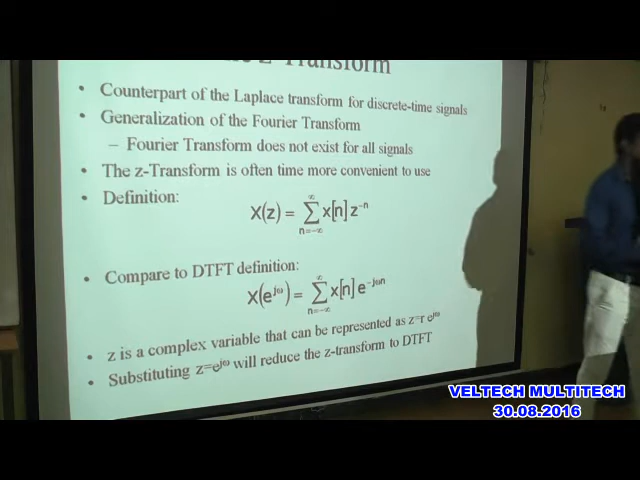 z-Transform
• Counterpart of the Laplace transform for discrete-time signals
• Generalization of the Fourier Transform
– Fourier Transform does not exist for all signals
• The z-Transform is often time more convenient to use
• Definition:
X(z) = ∑_{n=-∞}^{∞} x[n] z^{-n}
• Compare to DTFT definition:
X(e^{jω}) = ∑_{n=-∞}^{∞} x[n] e^{-jωn}
• z is a complex variable that can be represented as z=r e^{jω}
• Substituting z=e^{jω} will reduce the z-transform to DTFT
VELTECH MULTITECH
30.08.2016